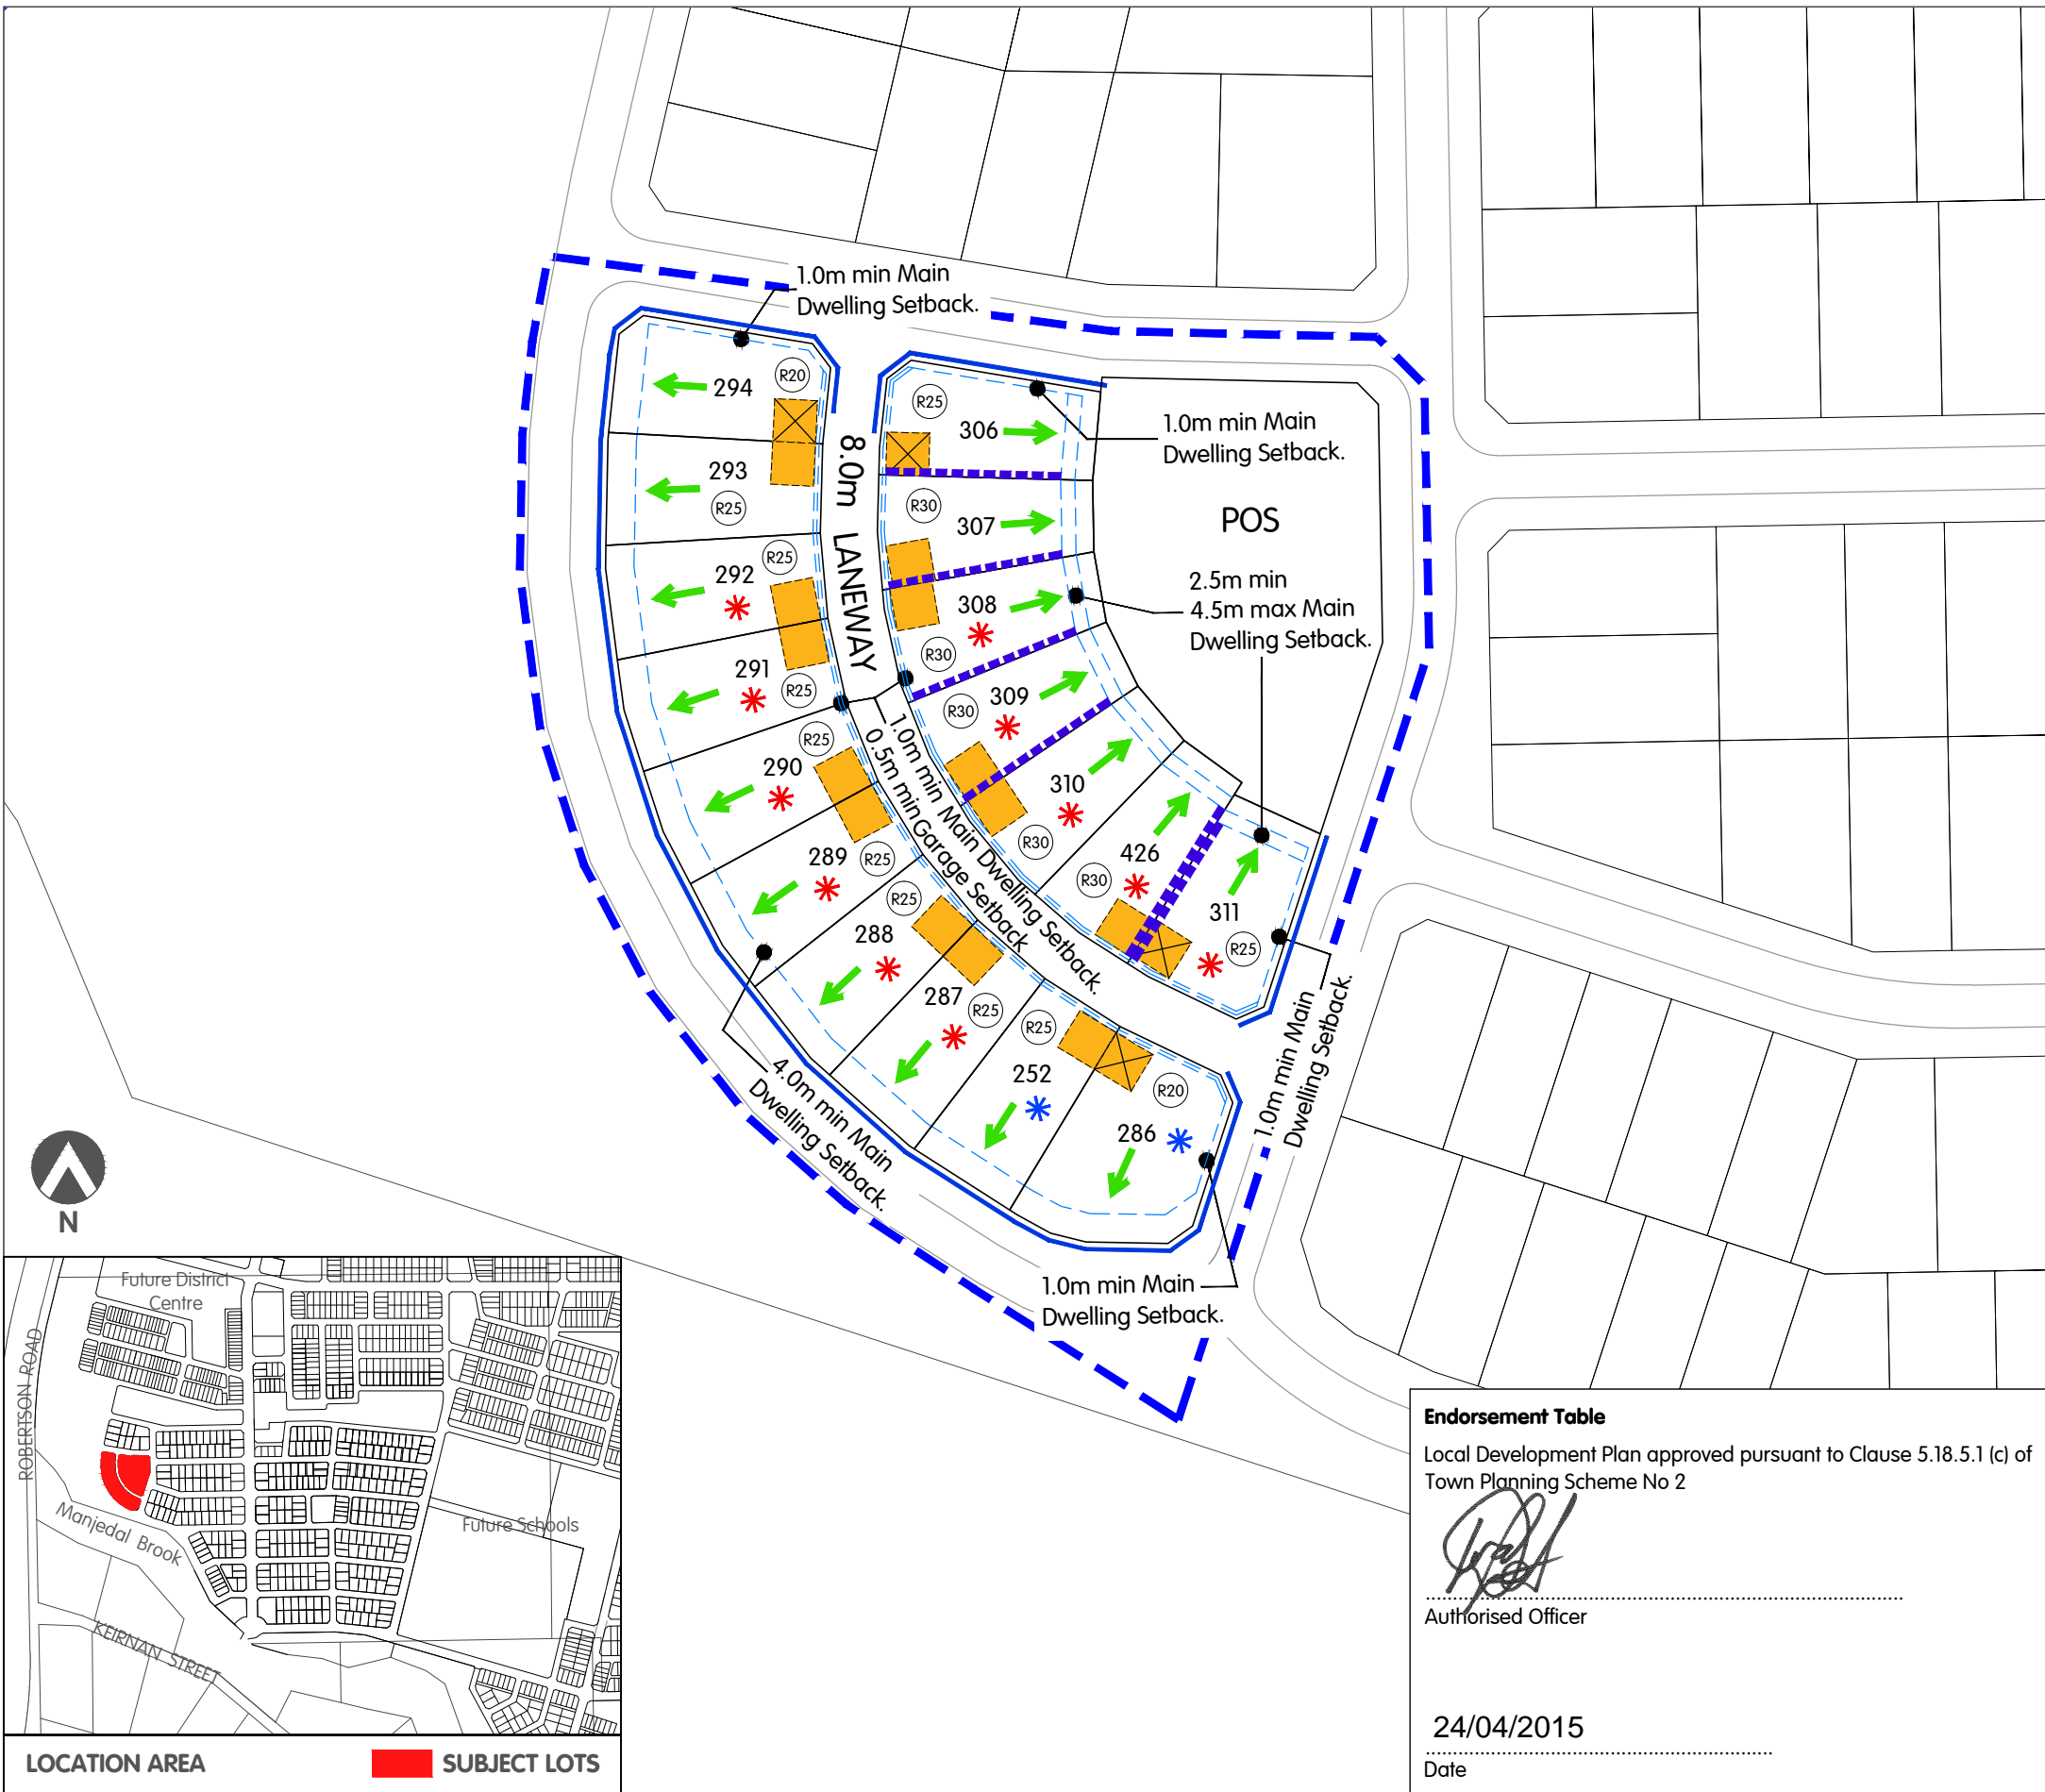 1.0m min Main
Dwelling Setback.
294
R20
R25
306
1.0m min Main
Dwelling Setback.
293
R25
8.0m LANEWAY
R30
307
POS
R25
292
2.5m min
4.5m max Main
Dwelling Setback.
308
R30
291
R25
309
R30
R25
290
1.0m min Main Dwelling Setback.
0.5m min Garage Setback
310
R30
289
R25
426
R30
R25
288
311
R25
287
R25
R25
252
R20
286
1.0m min Main
Dwelling Setback.
4.0m min Main
Dwelling Setback.
1.0m min Main
Dwelling Setback.
N
Future District
Centre
ROBERTSON ROAD
Manjedal Brook
Future Schools
KEIRNAN STREET
LOCATION AREA
SUBJECT LOTS
Endorsement Table
Local Development Plan approved pursuant to Clause 5.18.5.1 (c) of
Town Planning Scheme No 2
Authorised Officer
24/04/2015
Date